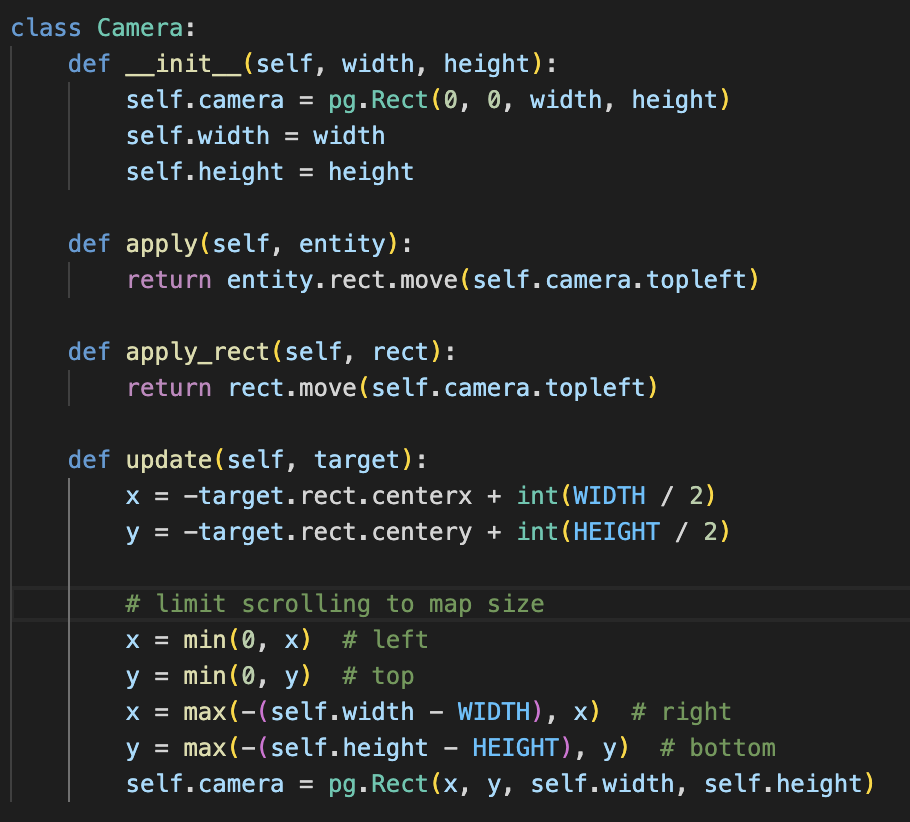 class Camera:
    def __init__(self, width, height):
        self.camera = pg.Rect(0, 0, width, height)
        self.width = width
        self.height = height

    def apply(self, entity):
        return entity.rect.move(self.camera.topleft)

    def apply_rect(self, rect):
        return rect.move(self.camera.topleft)

    def update(self, target):
        x = -target.rect.centerx + int(WIDTH / 2)
        y = -target.rect.centery + int(HEIGHT / 2)

        # limit scrolling to map size
        x = min(0, x)  # left
        y = min(0, y)  # top
        x = max(-(self.width - WIDTH), x)  # right
        y = max(-(self.height - HEIGHT), y)  # bottom
        self.camera = pg.Rect(x, y, self.width, self.height)